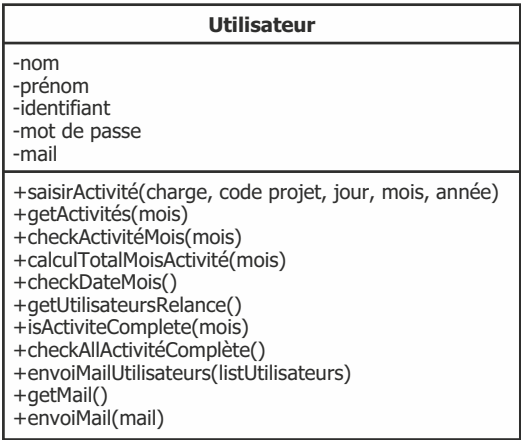 Utilisateur
-nom
-prénom
-identifiant
-mot de passe
-mail
+saisirActivité(charge, code projet, jour, mois, année)
+getActivités(mois)
+checkActivitéMois(mois)
+calculTotalMoisActivité(mois)
+checkDateMois()
+getUtilisateursRelance()
+isActiviteComplete(mois)
+checkAllActivitéComplète()
+envoiMailUtilisateurs(listUtilisateurs)
+getMail()
+envoiMail(mail)